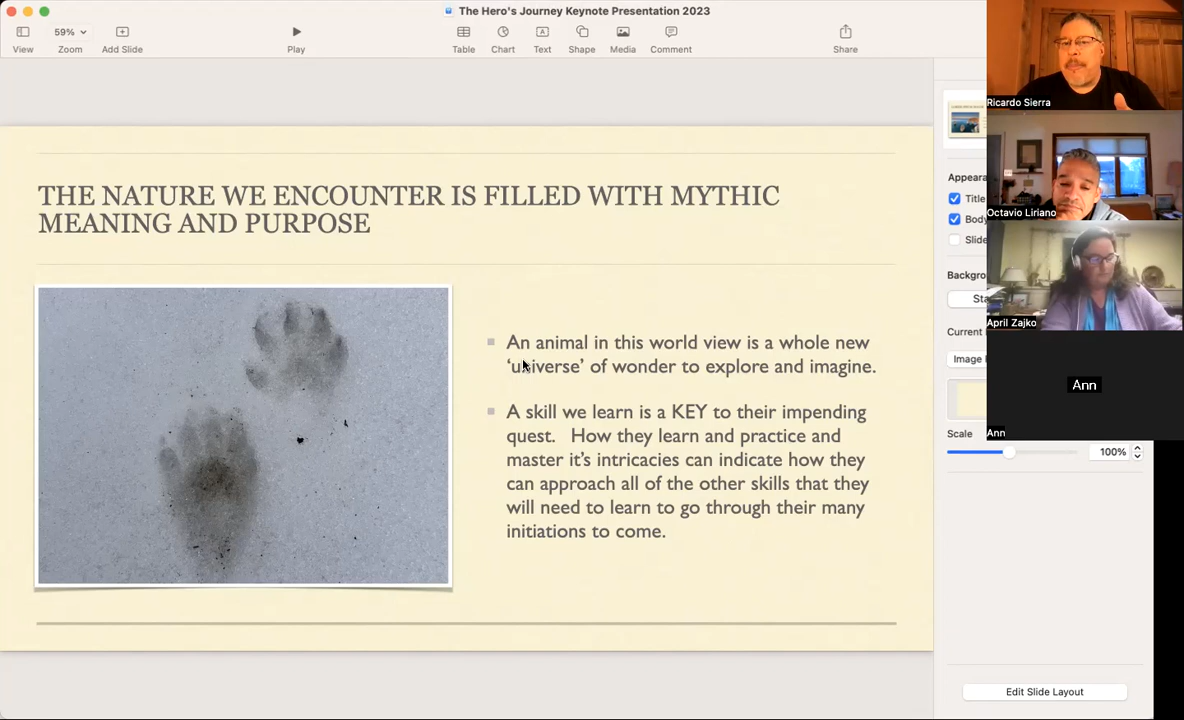 The Hero's Journey Keynote Presentation 2023
59%
View
Zoom
Add Slide
Play
Table
Chart
Text
Shape
Media
Comment
Share
THE NATURE WE ENCOUNTER IS FILLED WITH MYTHIC
MEANING AND PURPOSE
An animal in this world view is a whole new
‘universe’ of wonder to explore and imagine.
A skill we learn is a KEY to their impending
quest. How they learn and practice and
master it’s intricacies can indicate how they
can approach all of the other skills that they
will need to learn to go through their many
initiations to come.
Ricardo Sierra
Octavio Liriano
April Zajko
Ann
Ann
Appeara
Title
Body
Slide
Backgro
Sta
Current
Image
Scale
100%
Edit Slide Layout